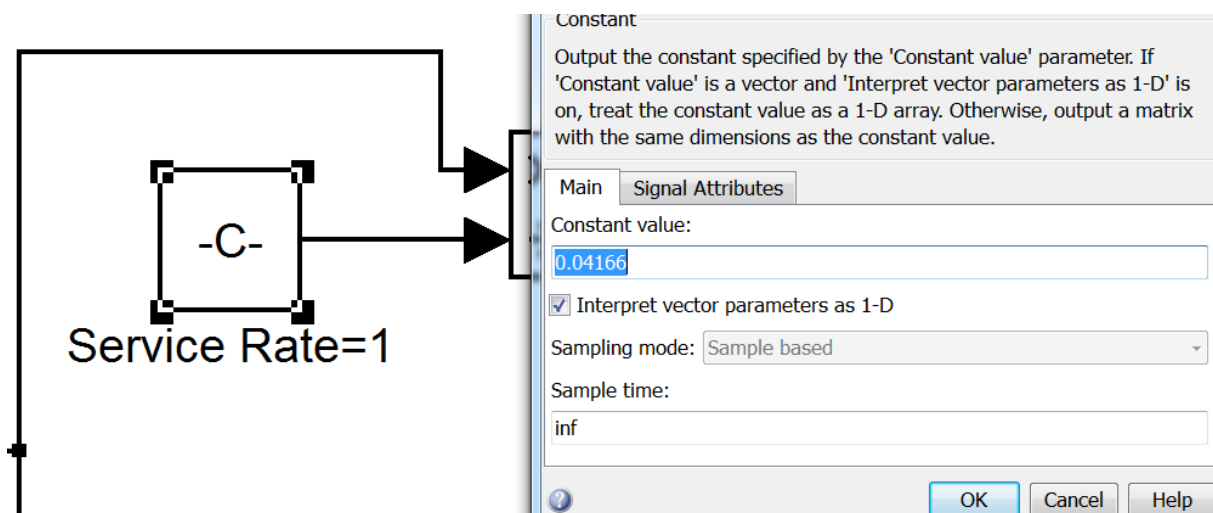 -C-
Service Rate=1
Constant
Output the constant specified by the 'Constant value' parameter. If
'Constant value' is a vector and 'Interpret vector parameters as 1-D' is
on, treat the constant value as a 1-D array. Otherwise, output a matrix
with the same dimensions as the constant value.
Main Signal Attributes
Constant value:
0.04166
Interpret vector parameters as 1-D
Sampling mode: Sample based
Sample time:
inf
? OK Cancel Help